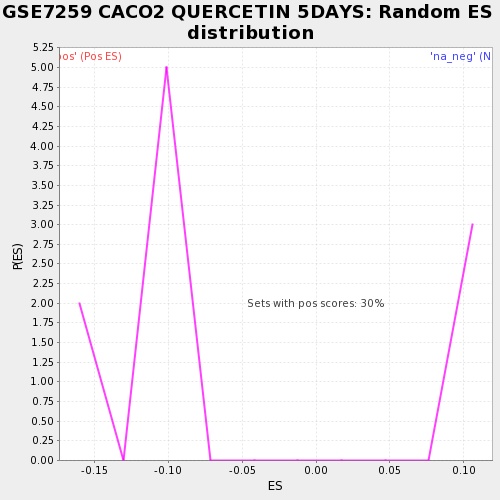 GSE7259 CACO2 QUERCETIN 5DAYS: Random ES
distribution
(Pos ES)
'na_neg'
5.25
5.00
4.75
4.50
4.25
4.00
3.75
3.50
3.25
3.00
2.75
2.50
2.25
2.00
1.75
1.50
1.25
1.00
0.75
0.50
0.25
0.00
P(ES)
Sets with pos scores: 30%
-0.15 -0.10 -0.05 0.00 0.05 0.10
ES